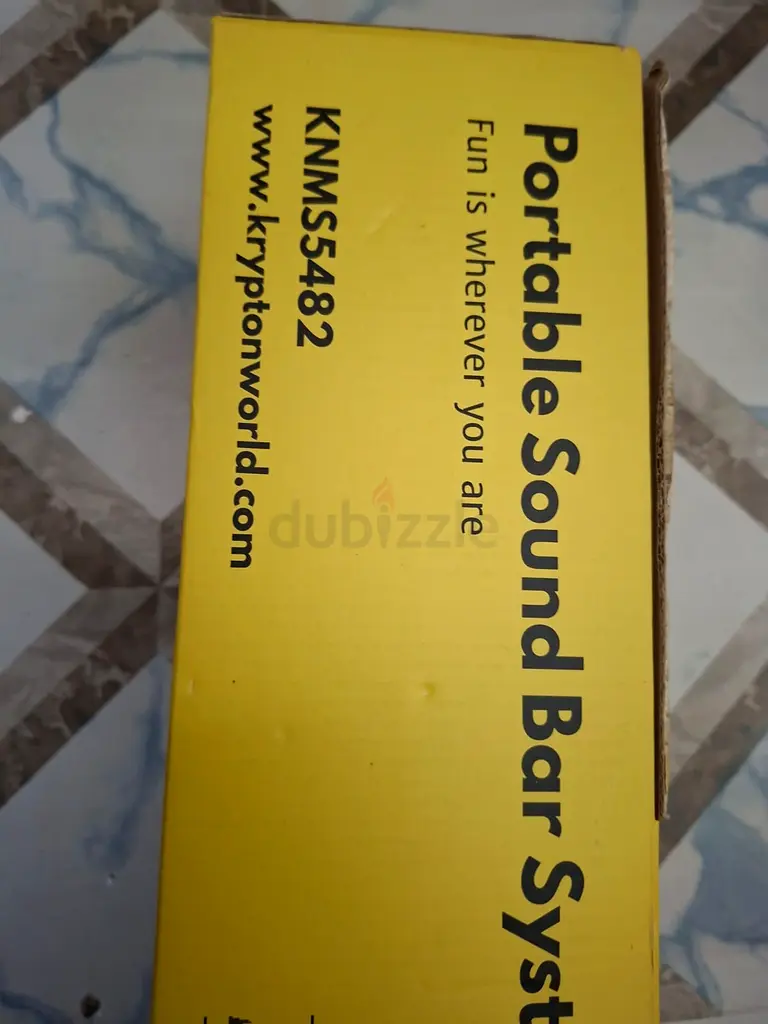 Portable Sound Bar Syst
Fun is wherever you are
KNMS5482
www.kryptonworld.com
dubizzle